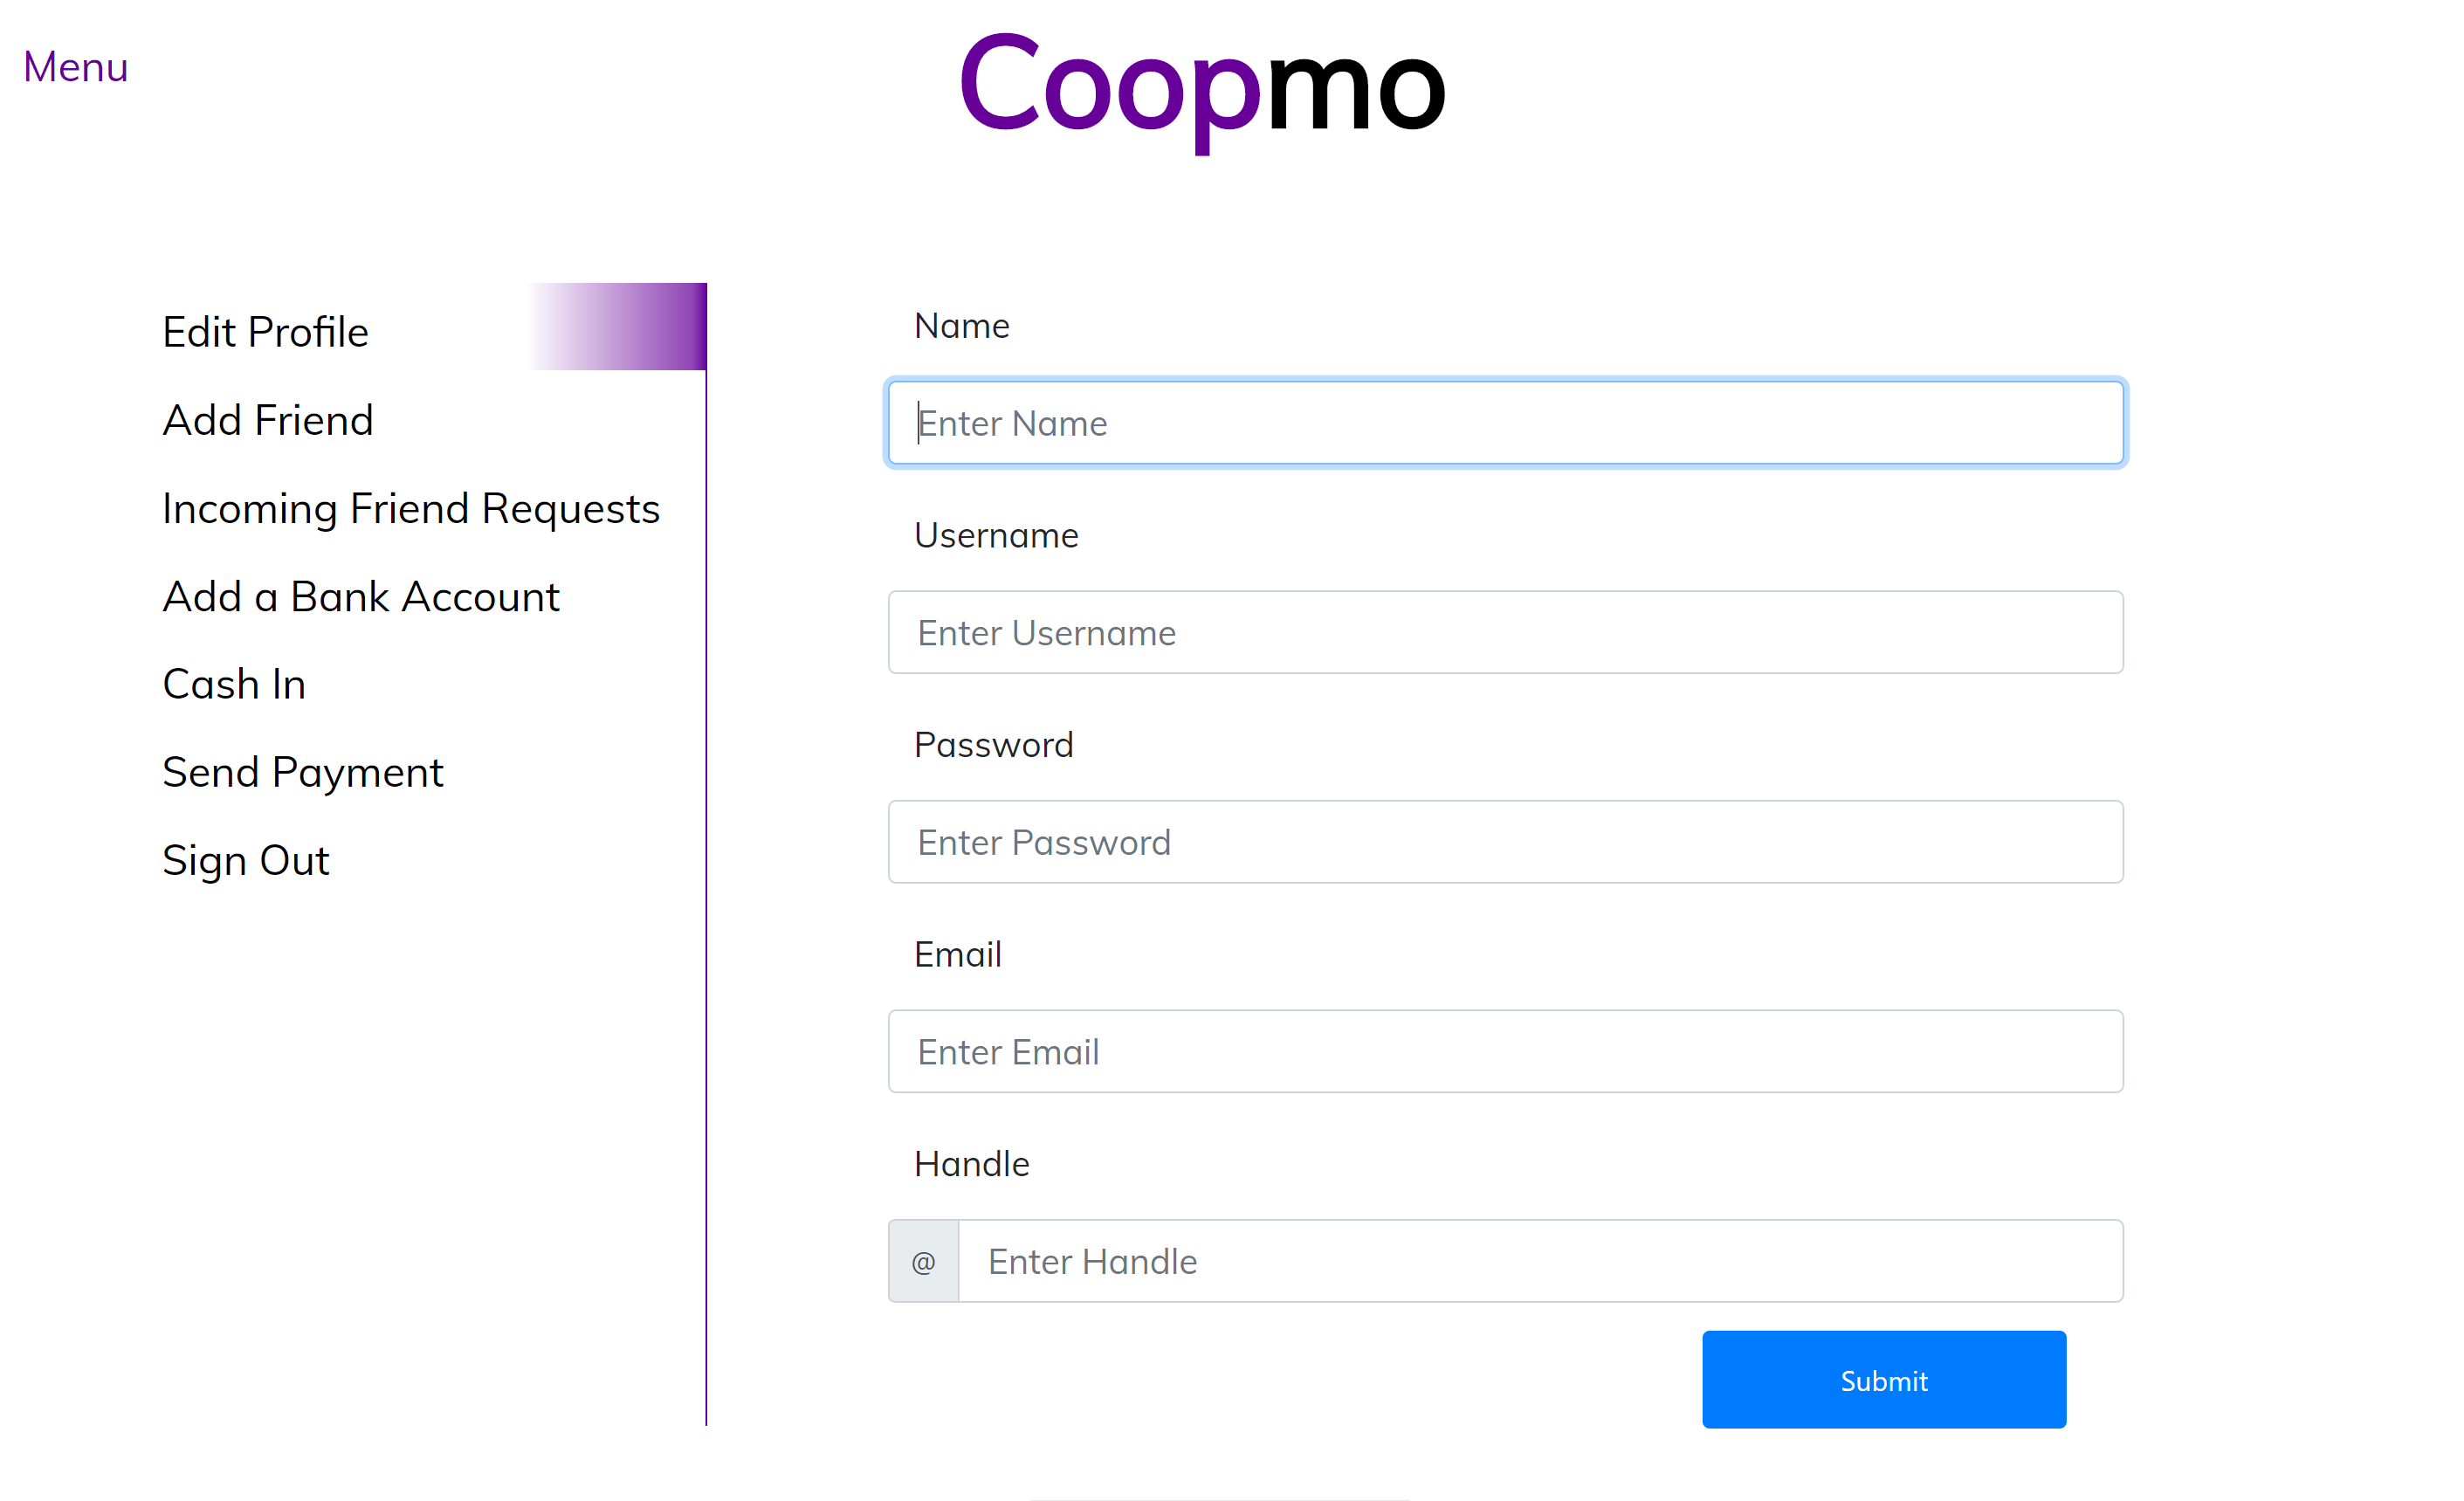 Menu
Coopmo
Edit Profile
Add Friend
Incoming Friend Requests
Add a Bank Account
Cash In
Send Payment
Sign Out
Name
Enter Name
Username
Enter Username
Password
Enter Password
Email
Enter Email
Handle
@ Enter Handle
Submit